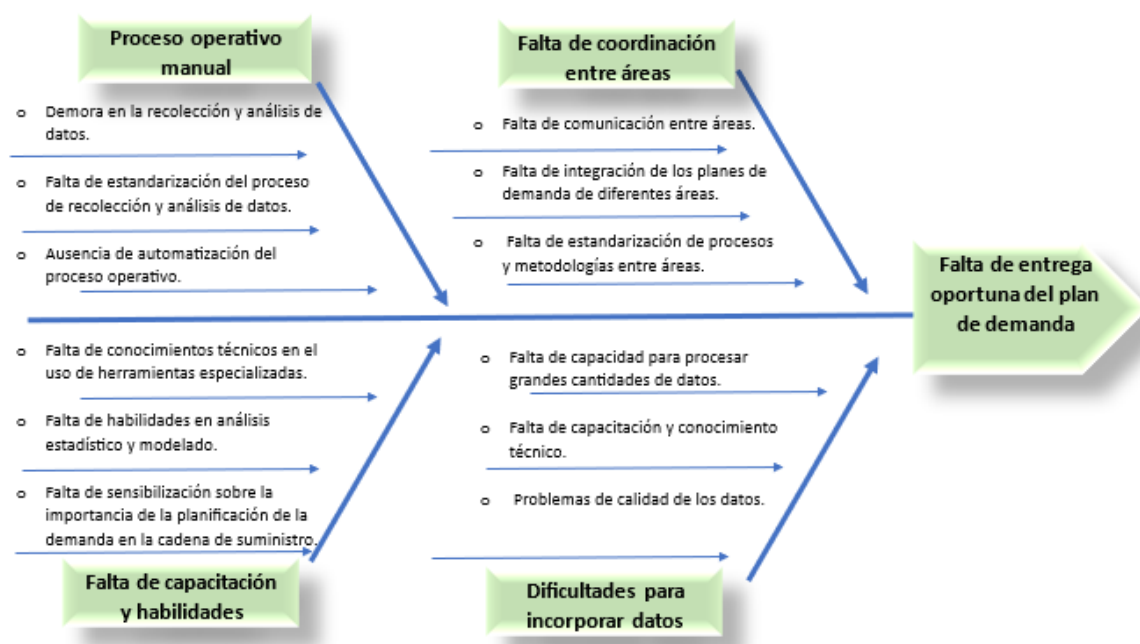 Proceso operativo
manual
o Demora en la recolección y análisis de
datos.
o Falta de estandarización del proceso
de recolección y análisis de datos.
o Ausencia de automatización del
proceso operativo.
Falta de coordinación
entre áreas
o Falta de comunicación entre áreas.
o Falta de integración de los planes de
demanda de diferentes áreas.
o Falta de estandarización de procesos
y metodologías entre áreas.
Falta de entrega
oportuna del plan
de demanda
o Falta de conocimientos técnicos en el
uso de herramientas especializadas.
o Falta de habilidades en análisis
estadístico y modelado.
o Falta de sensibilización sobre la
importancia de la planificación de la
demanda en la cadena de suministro.
Falta de capacitación
y habilidades
o Falta de capacidad para procesar
grandes cantidades de datos.
o Falta de capacitación y conocimiento
técnico.
o Problemas de calidad de los datos.
Dificultades para
incorporar datos